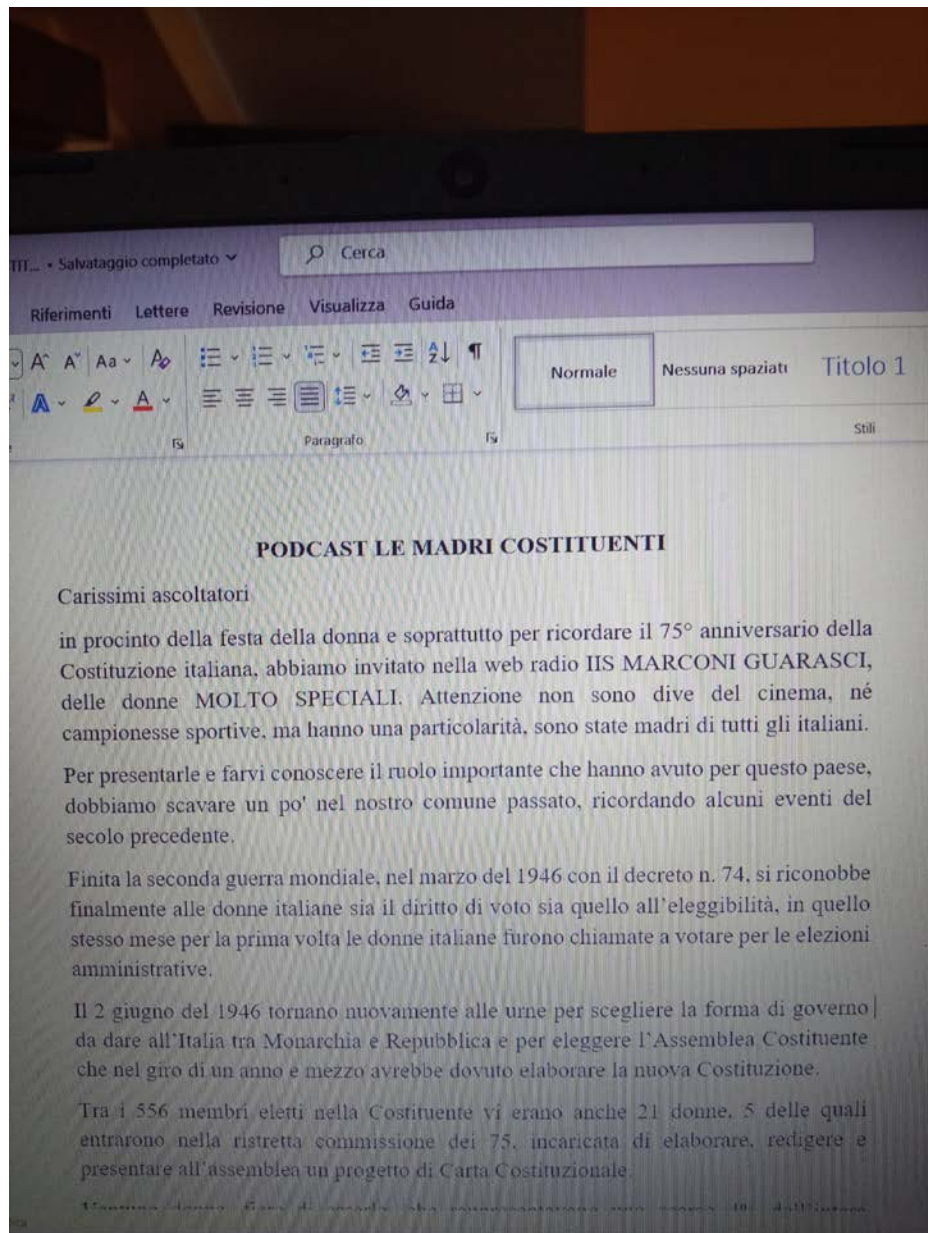 TIT... • Salvataggio completato
Cerca
Riferimenti Lettere Revisione Visualizza Guida
A^ A˅ Aa A
Normale Nessuna spaziati Titolo 1
A A
Paragrafo Stili
PODCAST LE MADRI COSTITUENTI
Carissimi ascoltatori
in procinto della festa della donna e soprattutto per ricordare il 75° anniversario della
Costituzione italiana, abbiamo invitato nella web radio IIS MARCONI GUARASCI,
delle donne MOLTO SPECIALI. Attenzione non sono dive del cinema, né
campionesse sportive, ma hanno una particolarità, sono state madri di tutti gli italiani.
Per presentarle e farvi conoscere il ruolo importante che hanno avuto per questo paese,
dobbiamo scavare un po' nel nostro comune passato, ricordando alcuni eventi del
secolo precedente.
Finita la seconda guerra mondiale, nel marzo del 1946 con il decreto n. 74, si riconobbe
finalmente alle donne italiane sia il diritto di voto sia quello all'eleggibilità, in quello
stesso mese per la prima volta le donne italiane furono chiamate a votare per le elezioni
amministrative.
Il 2 giugno del 1946 tornano nuovamente alle urne per scegliere la forma di governo
da dare all'Italia tra Monarchia e Repubblica e per eleggere l'Assemblea Costituente
che nel giro di un anno e mezzo avrebbe dovuto elaborare la nuova Costituzione.
Tra i 556 membri eletti nella Costituente vi erano anche 21 donne, 5 delle quali
entrarono nella ristretta commissione dei 75, incaricata di elaborare, redigere e
presentare all'assemblea un progetto di Carta Costituzionale.